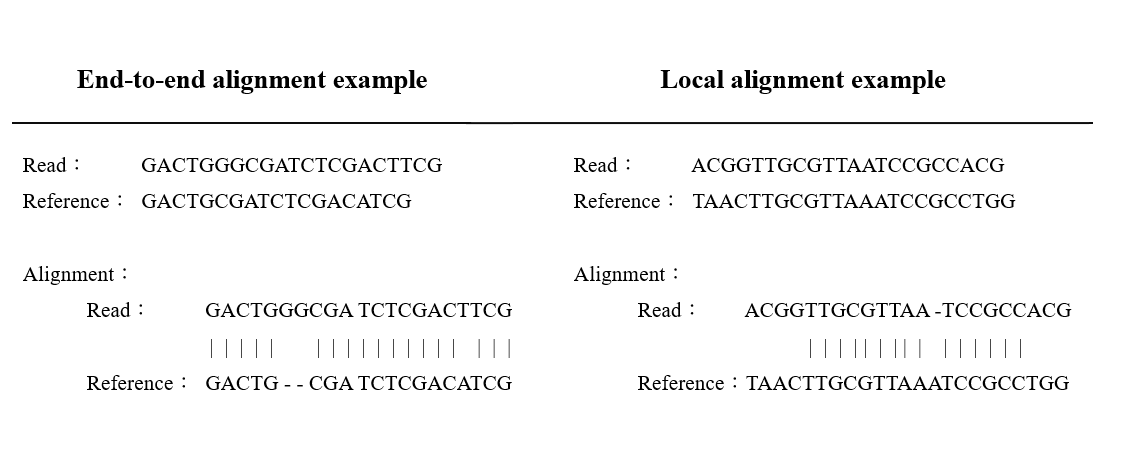 End-to-end alignment example
Read： GACTGGGCGATCTCGACTTCG
Reference： GACTGCGATCTCGACATCG
Alignment：
Read： GACTGGGCGA TCTCGACTTCG
| | | | | | | | | | | | | | | | | |
Reference： GACTG - - CGA TCTCGACATCG
Local alignment example
Read： ACGGTTGCGTTAATCCGCCACG
Reference： TAACTTGCGTTAAATCCGCCTGG
Alignment：
Read： ACGGTTGCGTTAA -TCCGCCACG
| | | | | | | | | | | | | | |
Reference：TAACTTGCGTTAAATCCGCCTGG